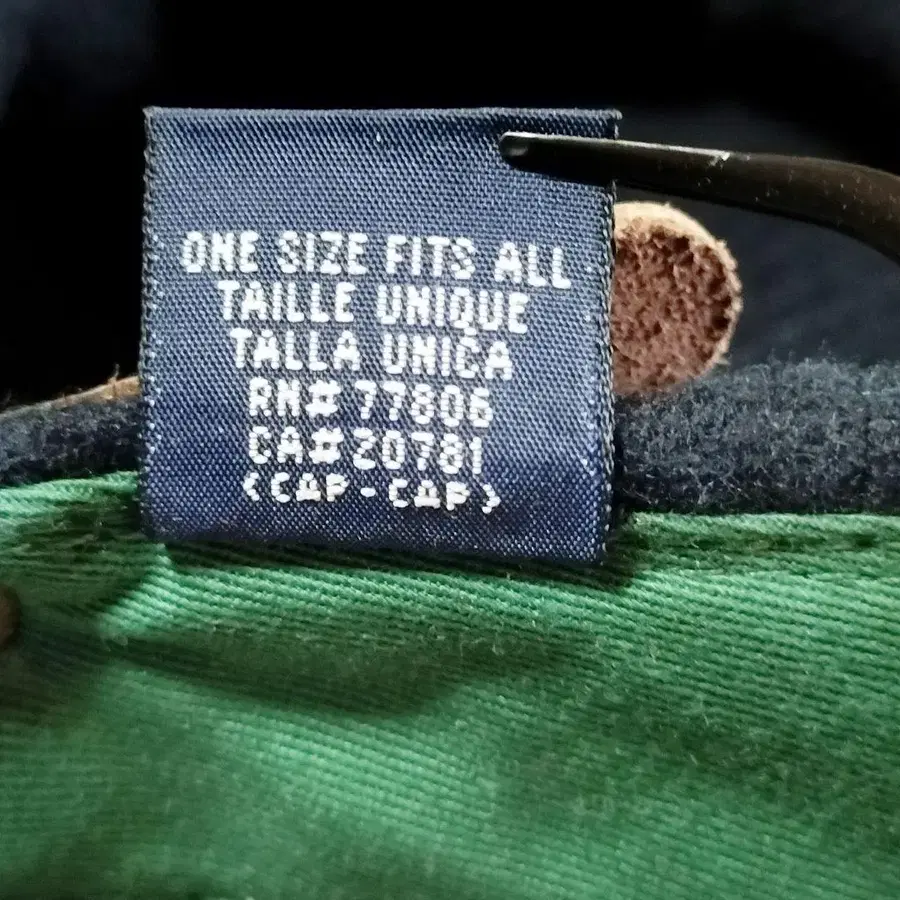 ONE SIZE FITS ALL
TAILLE UNIQUE
TALLA UNICA
RN# 77806
CA# 20781
(CAP - CAP)